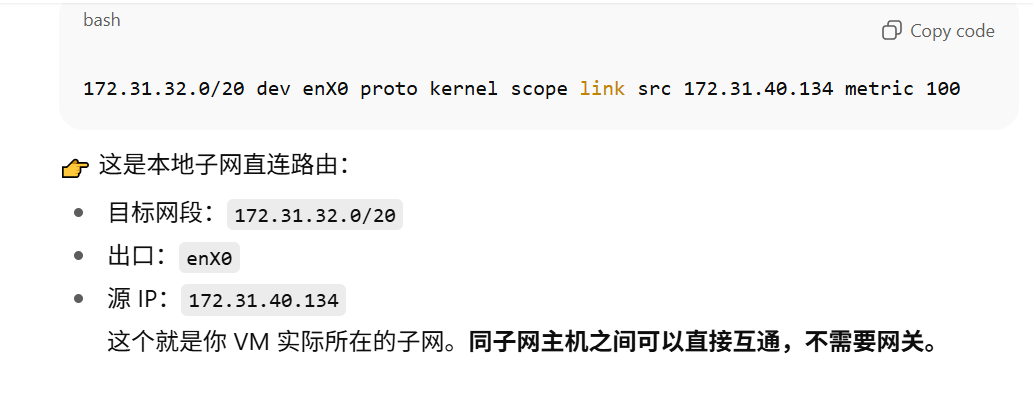 bash
Copy code
172.31.32.0/20 dev enX0 proto kernel scope link src 172.31.40.134 metric 100
👉 这是本地子网直连路由：
• 目标网段：172.31.32.0/20
• 出口：enX0
• 源 IP：172.31.40.134
这个就是你 VM 实际所在的子网。同子网主机之间可以直接互通，不需要网关。